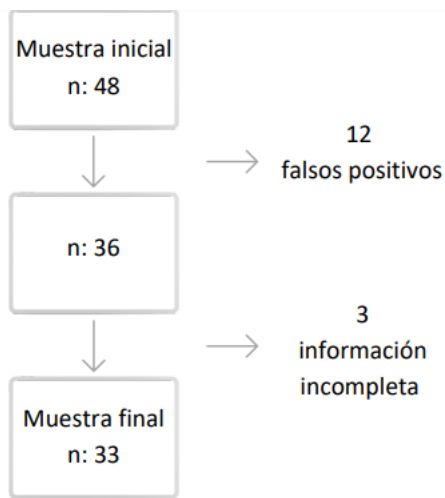 Muestra inicial
n: 48
12
falsos positivos
n: 36
3
información
incompleta
Muestra final
n: 33